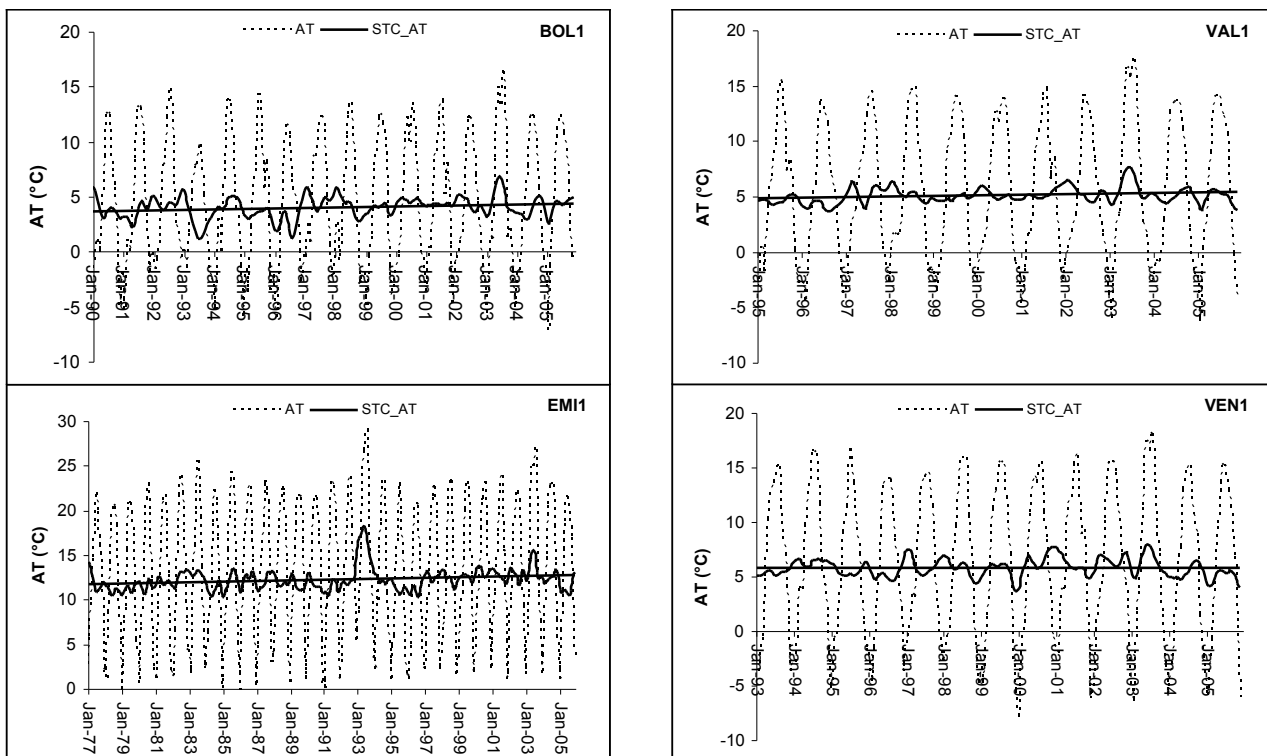 AT STC_AT BOL1
AT (°C)
20
15
10
5
0
-5
-10
Jan-90
Jan-91
Jan-92
Jan-93
Jan-94
Jan-95
Jan-96
Jan-97
Jan-98
Jan-99
Jan-00
Jan-01
Jan-02
Jan-03
Jan-04
Jan-05
AT STC_AT VAL1
AT (°C)
20
15
10
5
0
-5
-10
Jan-95
Jan-96
Jan-97
Jan-98
Jan-99
Jan-00
Jan-01
Jan-02
Jan-03
Jan-04
Jan-05
AT STC_AT EMI1
AT (°C)
30
25
20
15
10
5
0
Jan-77
Jan-79
Jan-81
Jan-83
Jan-85
Jan-87
Jan-89
Jan-91
Jan-93
Jan-95
Jan-97
Jan-99
Jan-01
Jan-03
Jan-05
AT STC_AT VEN1
AT (°C)
20
15
10
5
0
-5
-10
Jan-93
Jan-94
Jan-95
Jan-96
Jan-97
Jan-98
Jan-99
Jan-00
Jan-01
Jan-02
Jan-03
Jan-04
Jan-05